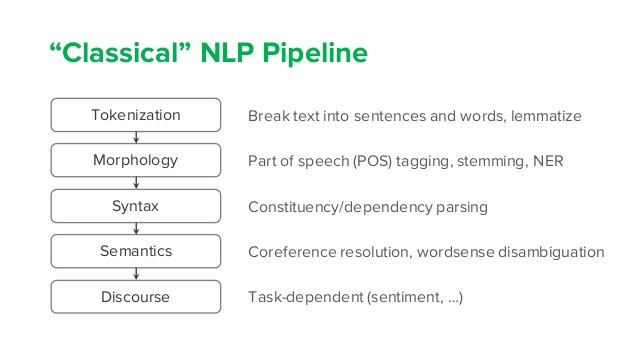 “Classical” NLP Pipeline
Tokenization
Break text into sentences and words, lemmatize
Morphology
Part of speech (POS) tagging, stemming, NER
Syntax
Constituency/dependency parsing
Semantics
Coreference resolution, wordsense disambiguation
Discourse
Task-dependent (sentiment, ...)